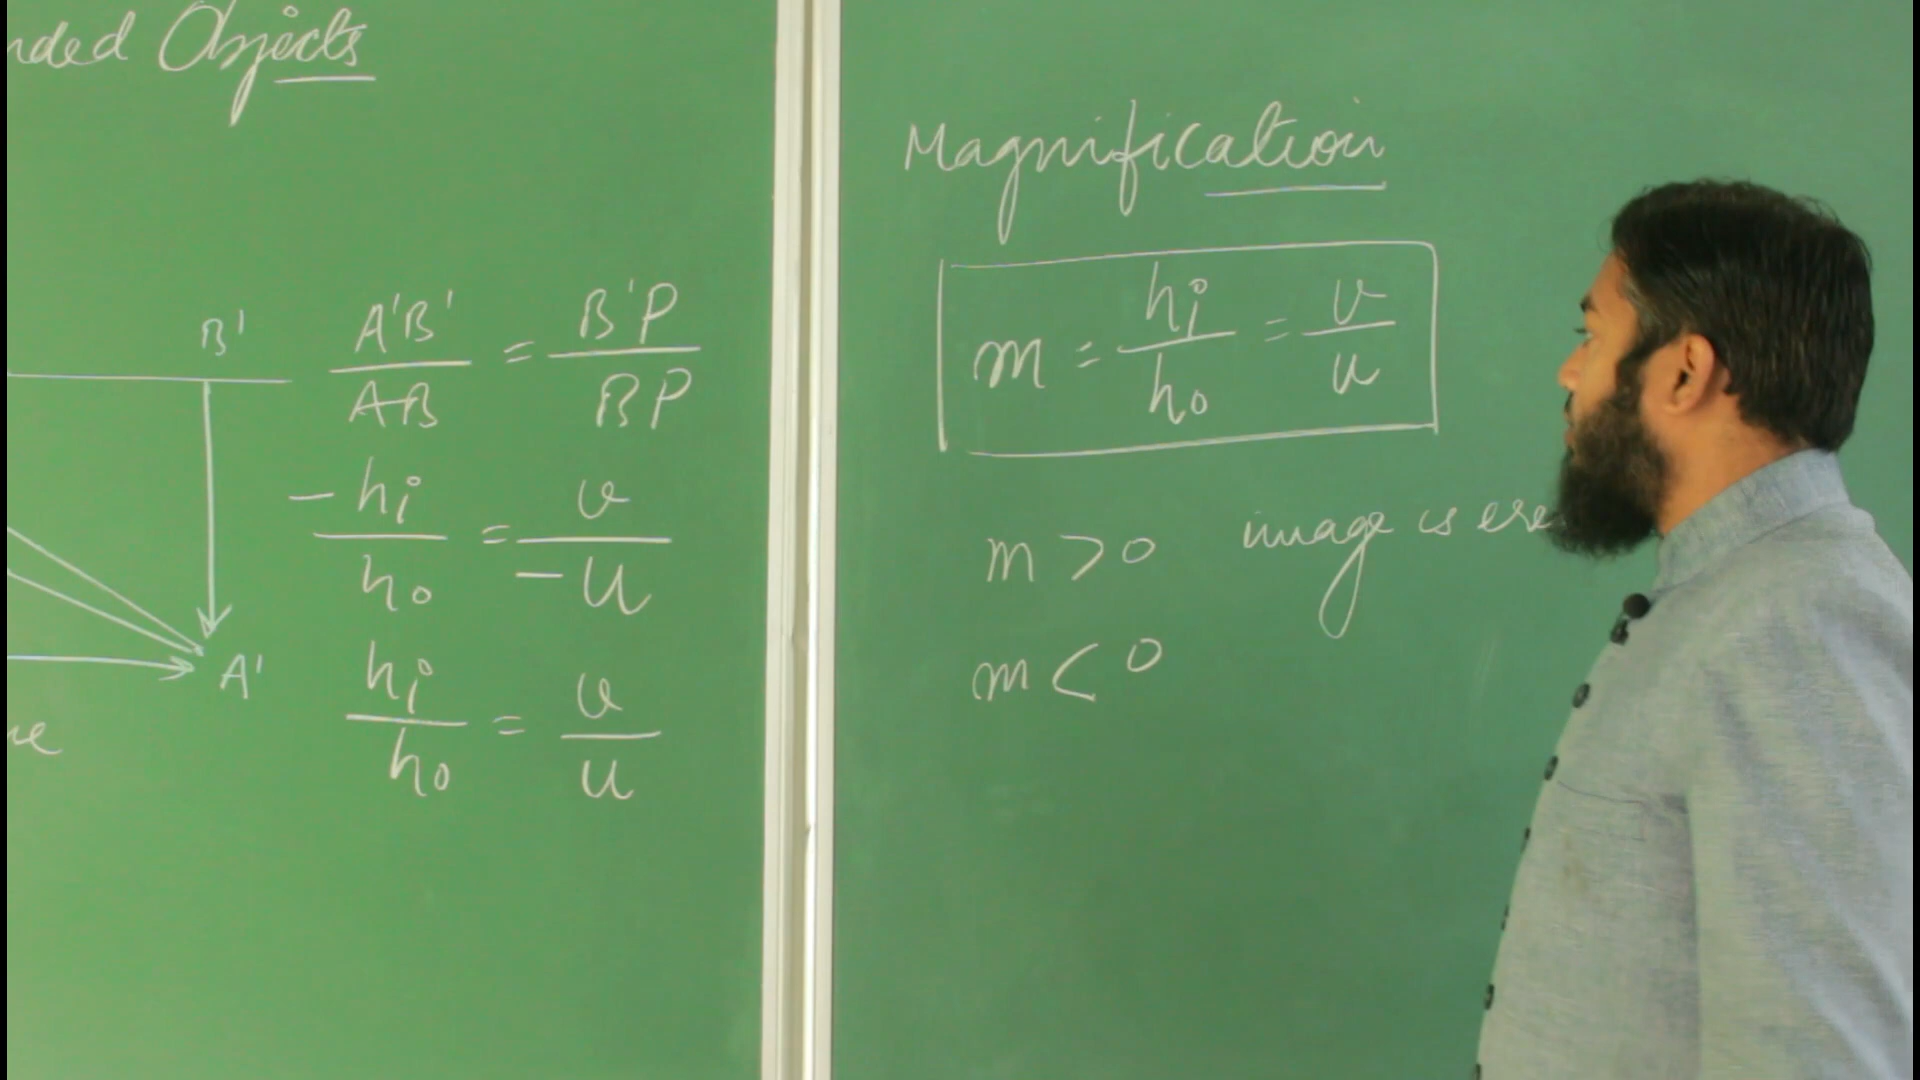 nded Objects
B'
A'B' / AB = B'P / BP
-hi / ho = v / -u
A'
hi / ho = v / u
Magnification
m = hi / ho = v / u
m > 0 image is ere
m < 0